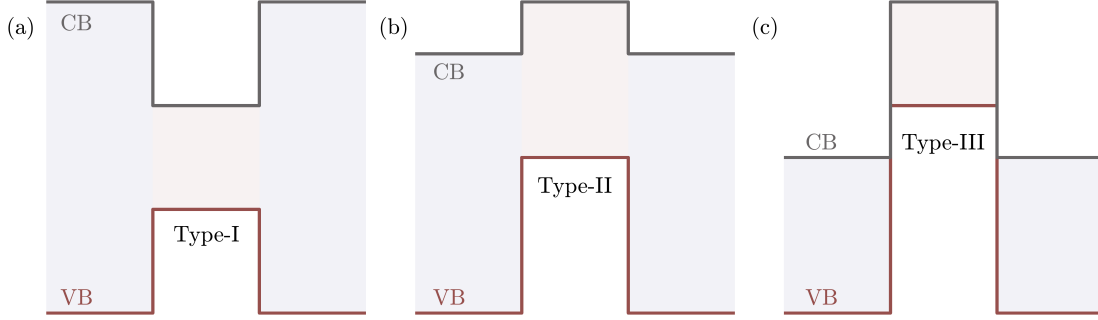 (a)
CB
Type-I
VB
(b)
CB
Type-II
VB
(c)
CB
Type-III
VB